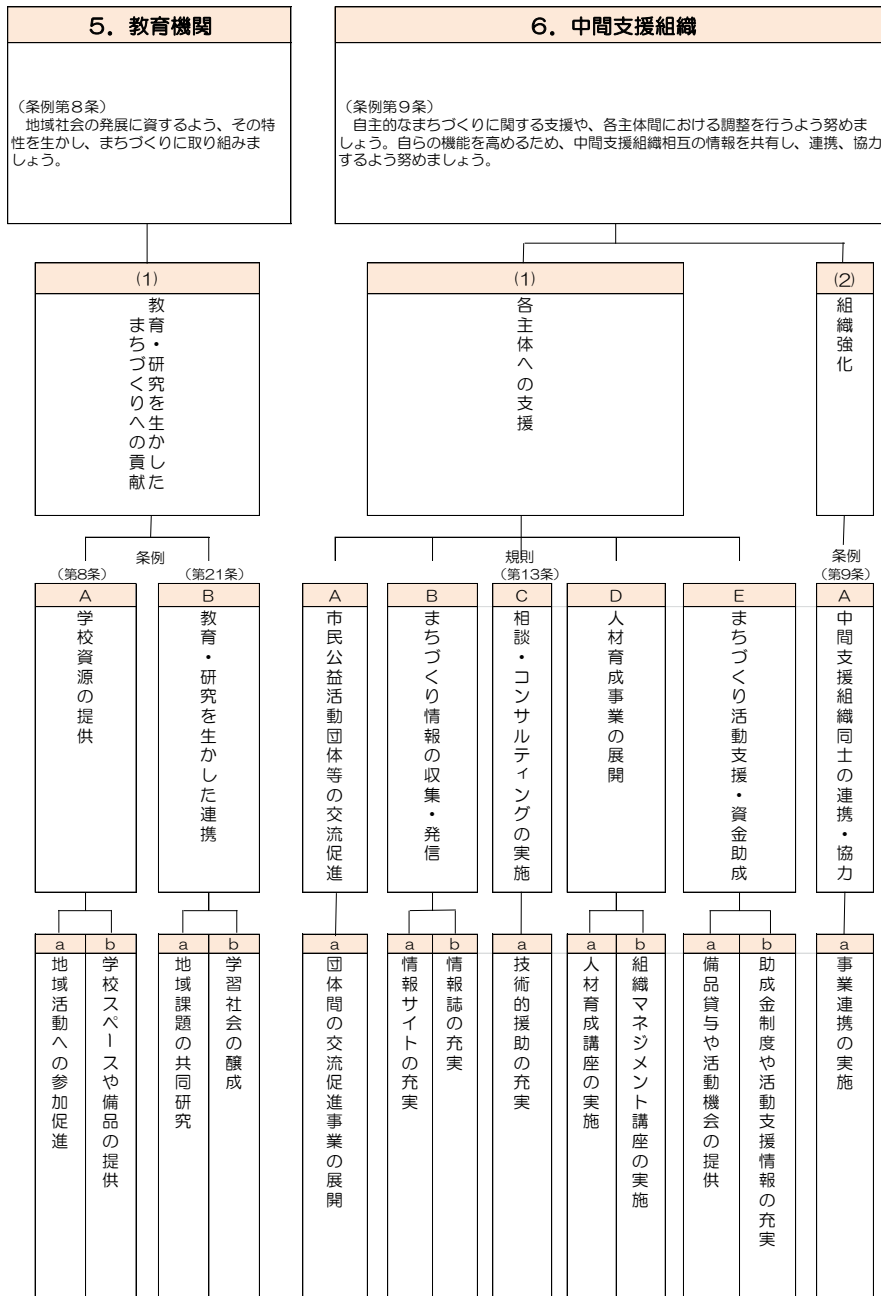 5．教育機関
（条例第8条）
　地域社会の発展に資するよう、その特
性を生かし、まちづくりに取り組みま
しょう。
6．中間支援組織
（条例第9条）
　自主的なまちづくりに関する支援や、各主体間における調整を行うよう努めま
しょう。自らの機能を高めるため、中間支援組織相互の情報を共有し、連携、協力
するよう努めましょう。
(1)
教育・研究を生かした
まちづくりへの貢献
(1)
各主体への支援
(2)
組織強化
条例
（第8条）
（第21条）
規則
（第13条）
条例
（第9条）
A
学校資源の提供
B
教育・研究を生かした連携
A
市民公益活動団体等の交流促進
B
まちづくり情報の収集・発信
C
相談・コンサルティングの実施
D
人材育成事業の展開
E
まちづくり活動支援・資金助成
A
中間支援組織同士の連携・協力
a
地域活動への参加促進
b
学校スペースや備品の提供
a
地域課題の共同研究
b
学習社会の醸成
a
団体間の交流促進事業の展開
a
情報サイトの充実
b
情報誌の充実
a
技術的援助の充実
a
人材育成講座の実施
b
組織マネジメント講座の実施
a
備品貸与や活動機会の提供
b
助成金制度や活動支援情報の充実
a
事業連携の実施